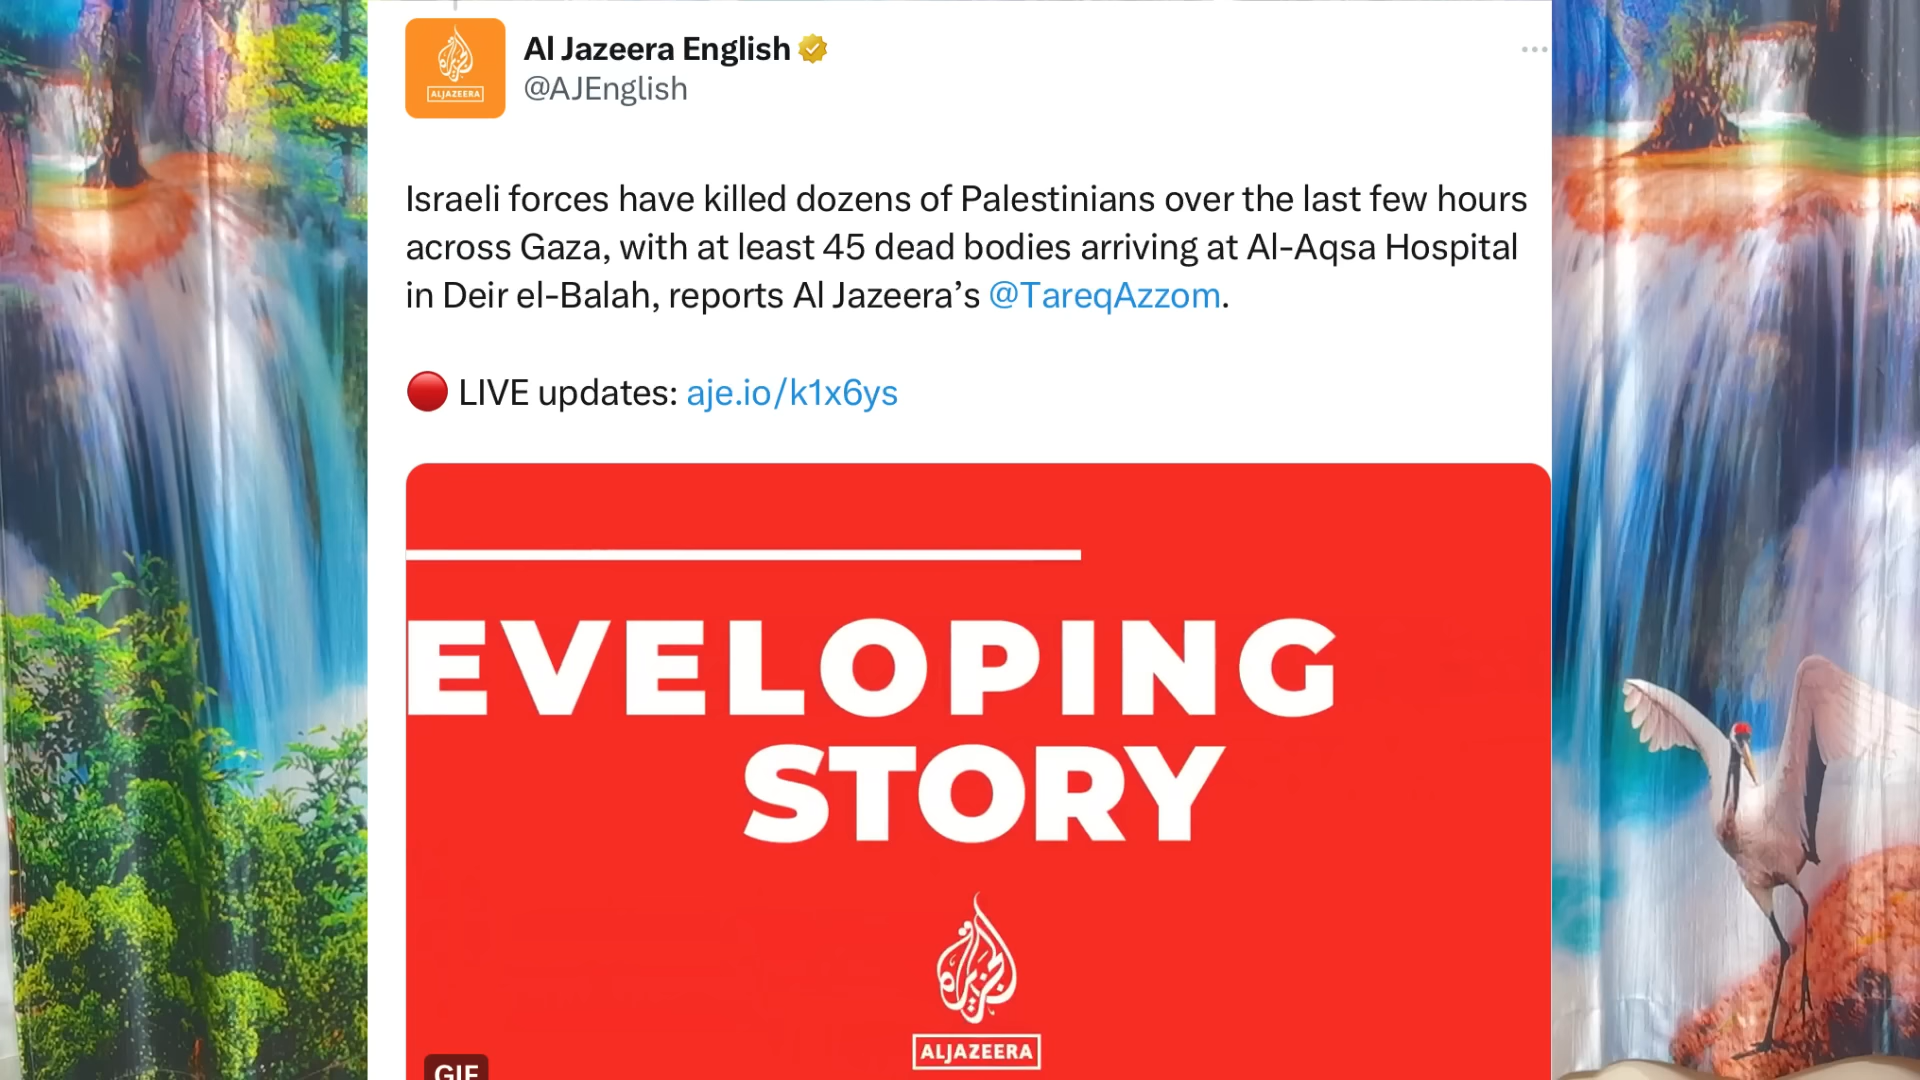 Al Jazeera English
@AJEnglish
Israeli forces have killed dozens of Palestinians over the last few hours
across Gaza, with at least 45 dead bodies arriving at Al-Aqsa Hospital
in Deir el-Balah, reports Al Jazeera’s @TareqAzzom.
🔴 LIVE updates: aje.io/k1x6ys
EVELOPING
STORY
ALJAZEERA
GIF
ALJAZEERA